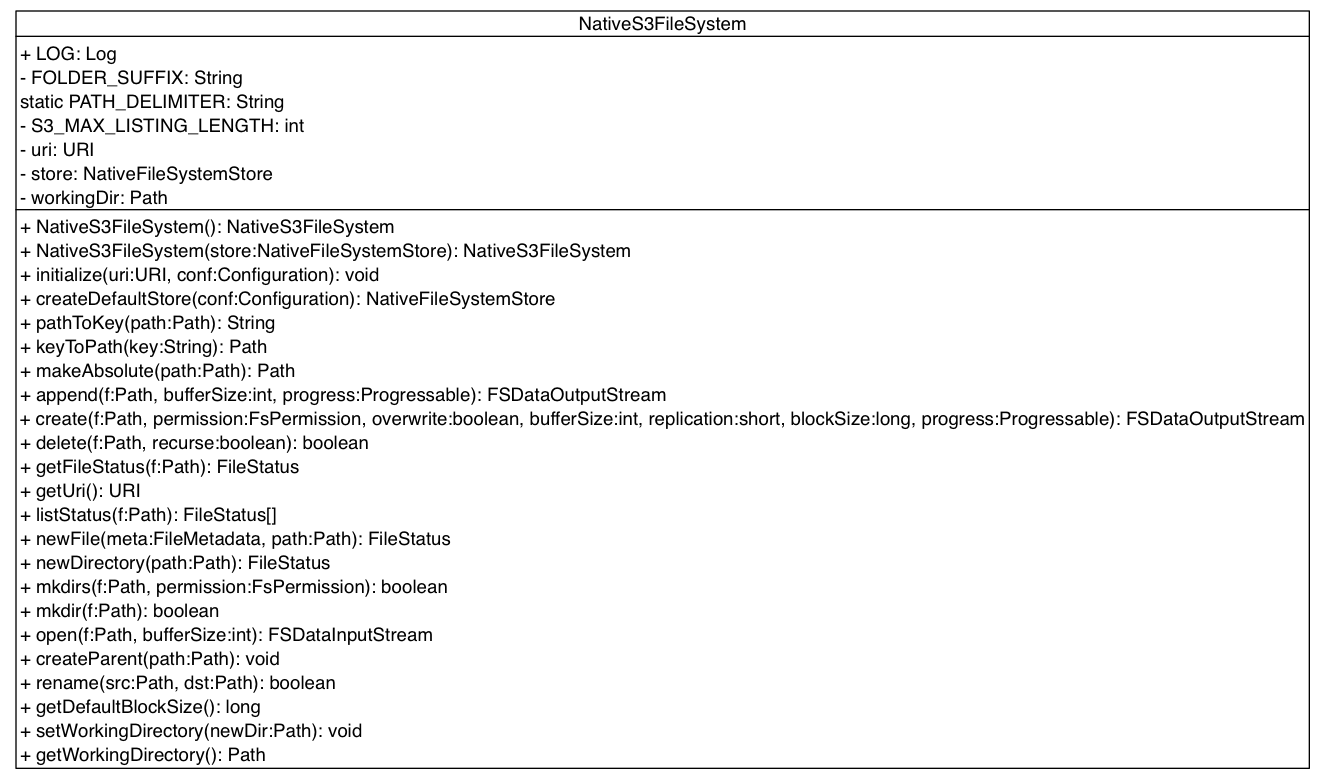 NativeS3FileSystem
+ LOG: Log
- FOLDER_SUFFIX: String
static PATH_DELIMITER: String
- S3_MAX_LISTING_LENGTH: int
- uri: URI
- store: NativeFileSystemStore
- workingDir: Path
+ NativeS3FileSystem(): NativeS3FileSystem
+ NativeS3FileSystem(store:NativeFileSystemStore): NativeS3FileSystem
+ initialize(uri:URI, conf:Configuration): void
+ createDefaultStore(conf:Configuration): NativeFileSystemStore
+ pathToKey(path:Path): String
+ keyToPath(key:String): Path
+ makeAbsolute(path:Path): Path
+ append(f:Path, bufferSize:int, progress:Progressable): FSDataOutputStream
+ create(f:Path, permission:FsPermission, overwrite:boolean, bufferSize:int, replication:short, blockSize:long, progress:Progressable): FSDataOutputStream
+ delete(f:Path, recurse:boolean): boolean
+ getFileStatus(f:Path): FileStatus
+ getUri(): URI
+ listStatus(f:Path): FileStatus[]
+ newFile(meta:FileMetadata, path:Path): FileStatus
+ newDirectory(path:Path): FileStatus
+ mkdirs(f:Path, permission:FsPermission): boolean
+ mkdir(f:Path): boolean
+ open(f:Path, bufferSize:int): FSDataInputStream
+ createParent(path:Path): void
+ rename(src:Path, dst:Path): boolean
+ getDefaultBlockSize(): long
+ setWorkingDirectory(newDir:Path): void
+ getWorkingDirectory(): Path